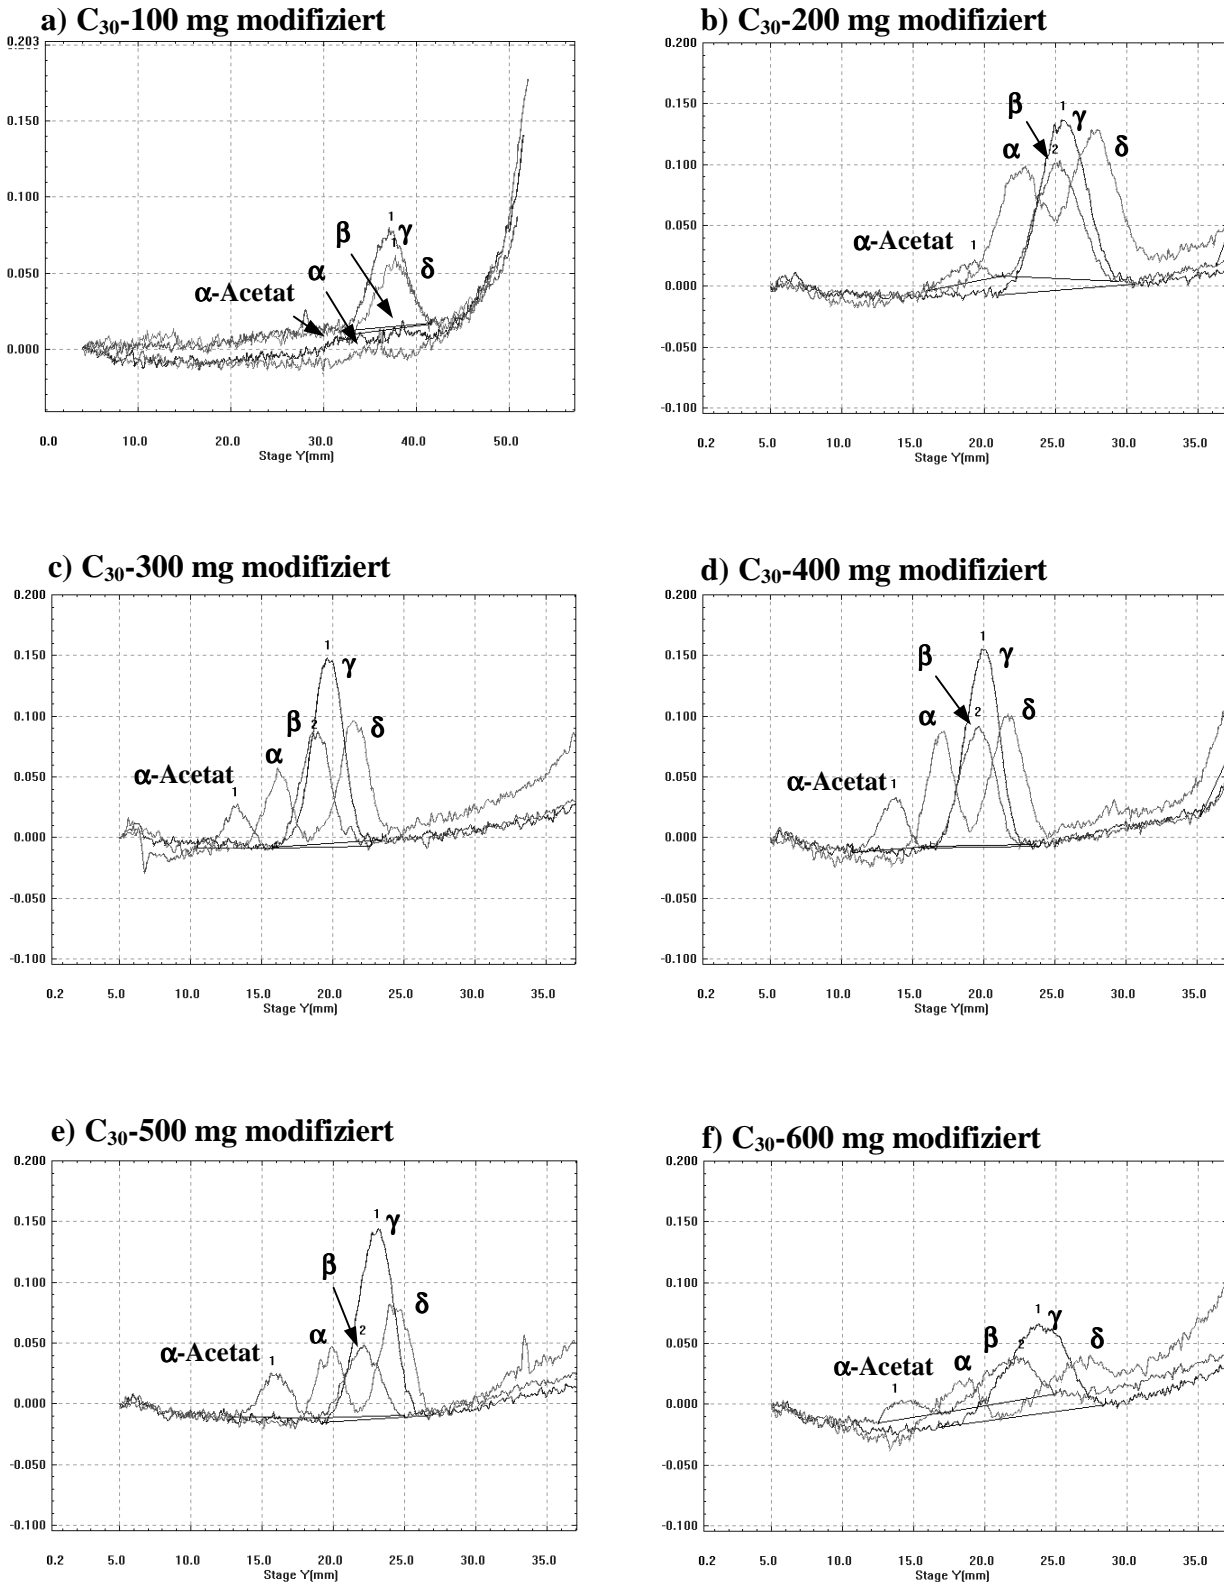 a) C₃₀-100 mg modifiziert
0.203
0.150
0.100
0.050
0.000
1
γ
β
1
δ
α
α-Acetat
0.0 10.0 20.0 30.0 40.0 50.0
Stage Y[mm]
b) C₃₀-200 mg modifiziert
0.200
0.150
0.100
0.050
0.000
-0.050
-0.100
β
1
γ
α
2
δ
α-Acetat
1
0.2 5.0 10.0 15.0 20.0 25.0 30.0 35.0
Stage Y[mm]
c) C₃₀-300 mg modifiziert
0.200
0.150
0.100
0.050
0.000
-0.050
-0.100
1
γ
β
2
δ
α
α-Acetat
1
0.2 5.0 10.0 15.0 20.0 25.0 30.0 35.0
Stage Y[mm]
d) C₃₀-400 mg modifiziert
0.200
0.150
0.100
0.050
0.000
-0.050
-0.100
1
β
γ
α
2
δ
α-Acetat
1
0.2 5.0 10.0 15.0 20.0 25.0 30.0 35.0
Stage Y[mm]
e) C₃₀-500 mg modifiziert
0.200
0.150
0.100
0.050
0.000
-0.050
-0.100
1
γ
β
δ
α
2
α-Acetat
1
0.2 5.0 10.0 15.0 20.0 25.0 30.0 35.0
Stage Y[mm]
f) C₃₀-600 mg modifiziert
0.200
0.150
0.100
0.050
0.000
-0.050
-0.100
1
γ
β
2
δ
α
α-Acetat
1
0.2 5.0 10.0 15.0 20.0 25.0 30.0 35.0
Stage Y[mm]